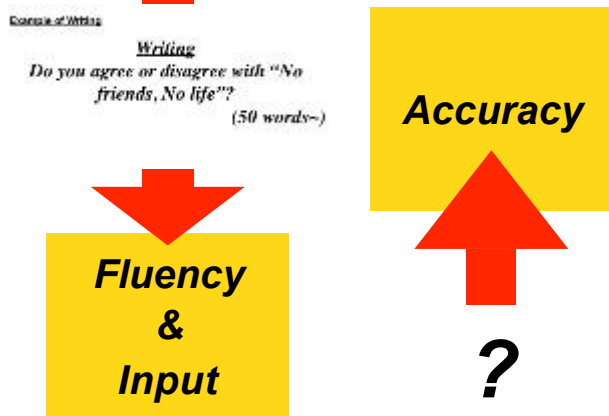 Example of Writing
Writing
Do you agree or disagree with “No
friends, No life”?
(50 words~)
Fluency
&
Input
Accuracy
?